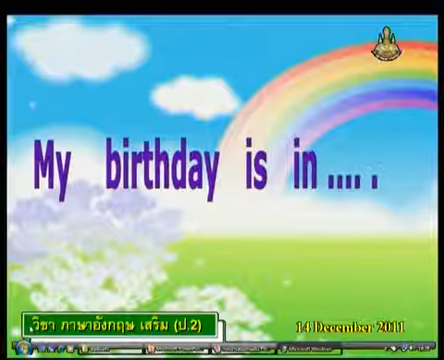 My birthday is in .... .
วิชา ภาษาอังกฤษ เสริม (ป.2)
14 December 2011